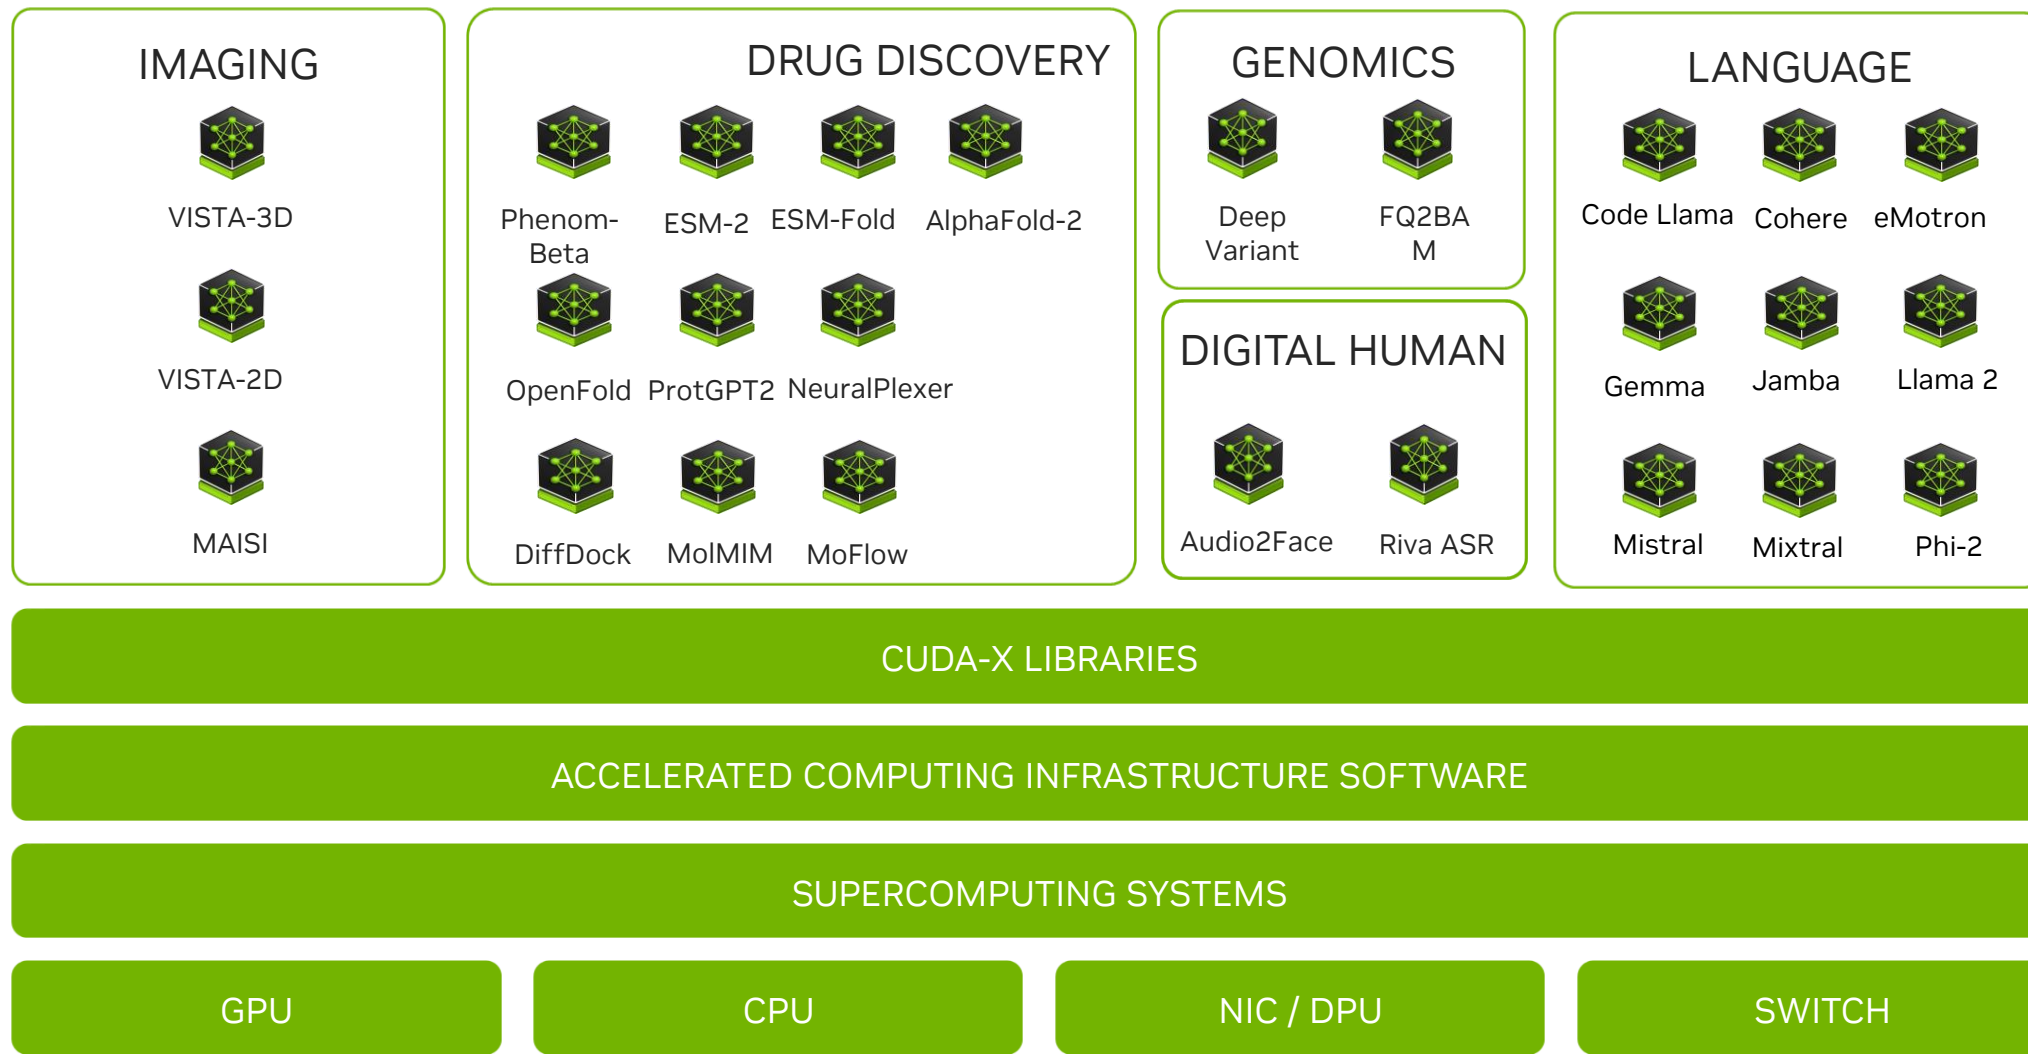 IMAGING
VISTA-3D
VISTA-2D
MAISI
DRUG DISCOVERY
Phenom-
Beta
ESM-2
ESM-Fold
AlphaFold-2
OpenFold
ProtGPT2
NeuralPlexer
DiffDock
MolMIM
MoFlow
GENOMICS
Deep
Variant
FQ2BA
M
DIGITAL HUMAN
Audio2Face
Riva ASR
LANGUAGE
Code Llama
Cohere
eMotron
Gemma
Jamba
Llama 2
Mistral
Mixtral
Phi-2
CUDA-X LIBRARIES
ACCELERATED COMPUTING INFRASTRUCTURE SOFTWARE
SUPERCOMPUTING SYSTEMS
GPU
CPU
NIC / DPU
SWITCH